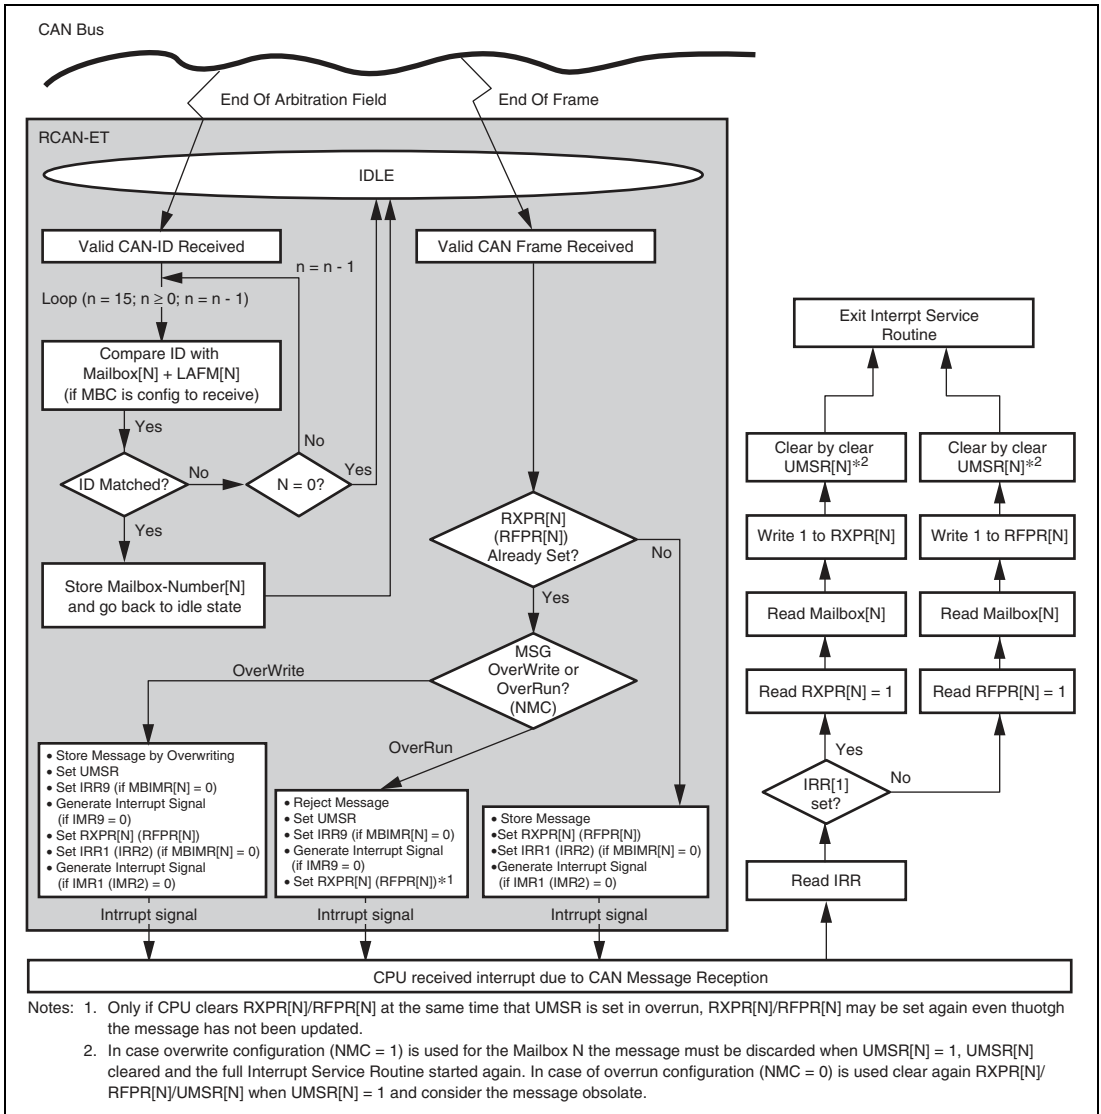 CAN Bus
End Of Arbitration Field
End Of Frame
RCAN-ET
IDLE
Valid CAN-ID Received
Valid CAN Frame Received
n = n - 1
Loop (n = 15; n ≥ 0; n = n - 1)
Compare ID with
Mailbox[N] + LAFM[N]
(if MBC is config to receive)
Yes
No
ID Matched?
No
N = 0?
Yes
Yes
Store Mailbox-Number[N]
and go back to idle state
RXPR[N]
(RFPR[N])
Already Set?
No
Yes
MSG
OverWrite or
OverRun?
(NMC)
OverWrite
OverRun
• Store Message by Overwriting
• Set UMSR
• Set IRR9 (if MBIMR[N] = 0)
• Generate Interrupt Signal
(if IMR9 = 0)
• Set RXPR[N] (RFPR[N])
• Set IRR1 (IRR2) (if MBIMR[N] = 0)
• Generate Interrupt Signal
(if IMR1 (IMR2) = 0)
• Reject Message
• Set UMSR
• Set IRR9 (if MBIMR[N] = 0)
• Generate Interrupt Signal
(if IMR9 = 0)
• Set RXPR[N] (RFPR[N])*1
• Store Message
•Set RXPR[N] (RFPR[N])
•Set IRR1 (IRR2) (if MBIMR[N] = 0)
•Generate Interrupt Signal
(if IMR1 (IMR2) = 0)
Intrrupt signal
Intrrupt signal
Intrrupt signal
Exit Interrpt Service
Routine
Clear by clear
UMSR[N]*2
Clear by clear
UMSR[N]*2
Write 1 to RXPR[N]
Write 1 to RFPR[N]
Read Mailbox[N]
Read Mailbox[N]
Read RXPR[N] = 1
Read RFPR[N] = 1
Yes
No
IRR[1]
set?
Read IRR
CPU received interrupt due to CAN Message Reception
Notes: 1. Only if CPU clears RXPR[N]/RFPR[N] at the same time that UMSR is set in overrun, RXPR[N]/RFPR[N] may be set again even thuotgh
the message has not been updated.
2. In case overwrite configuration (NMC = 1) is used for the Mailbox N the message must be discarded when UMSR[N] = 1, UMSR[N]
cleared and the full Interrupt Service Routine started again. In case of overrun configuration (NMC = 0) is used clear again RXPR[N]/
RFPR[N]/UMSR[N] when UMSR[N] = 1 and consider the message obsolate.